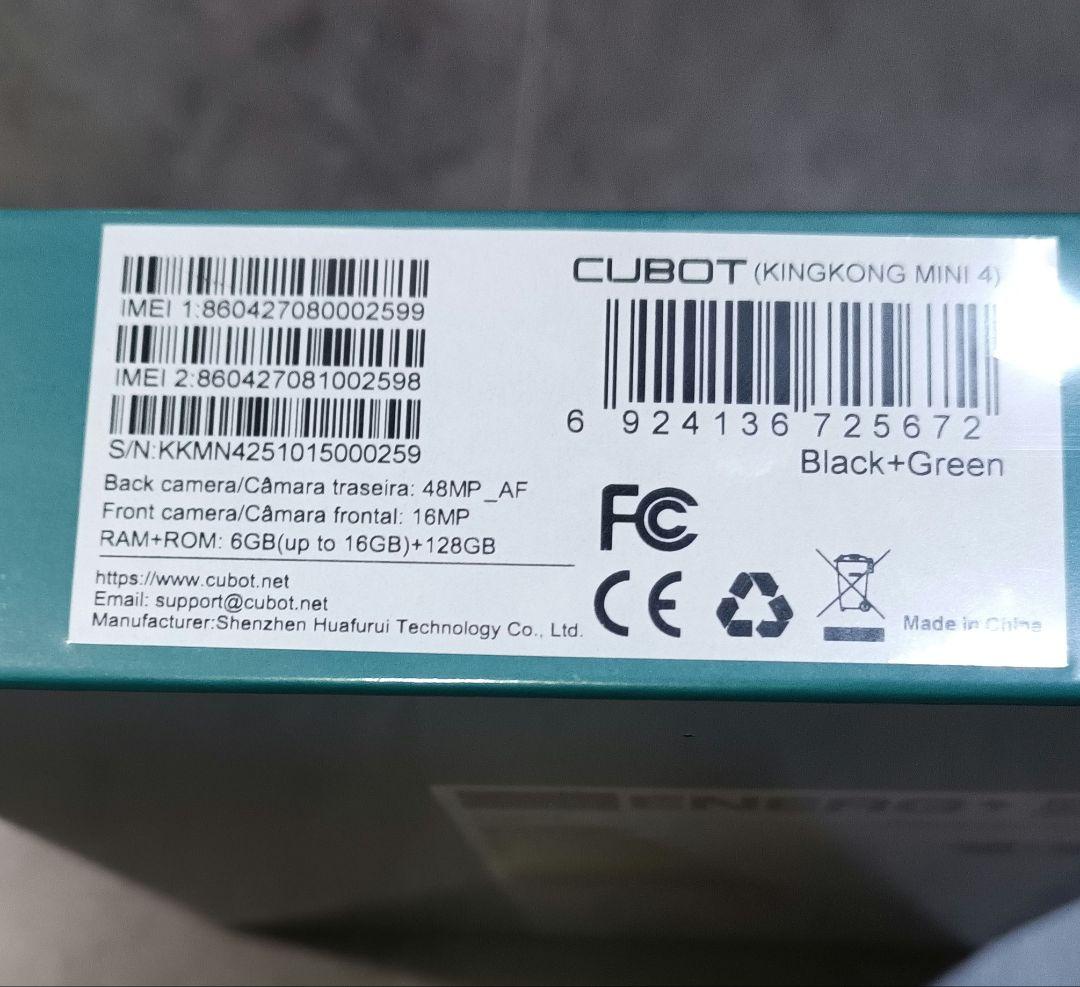 IMEI 1:860427080002599
IMEI 2:860427081002598
S/N:KKMN4251015000259
Back camera/Câmara traseira: 48MP_AF
Front camera/Câmara frontal: 16MP
RAM+ROM: 6GB(up to 16GB)+128GB
https://www.cubot.net
Email: support@cubot.net
Manufacturer:Shenzhen Huafurui Technology Co., Ltd.
CUBOT (KINGKONG MINI 4)
6 924136 725672
Black+Green
FC
CE
Made in China